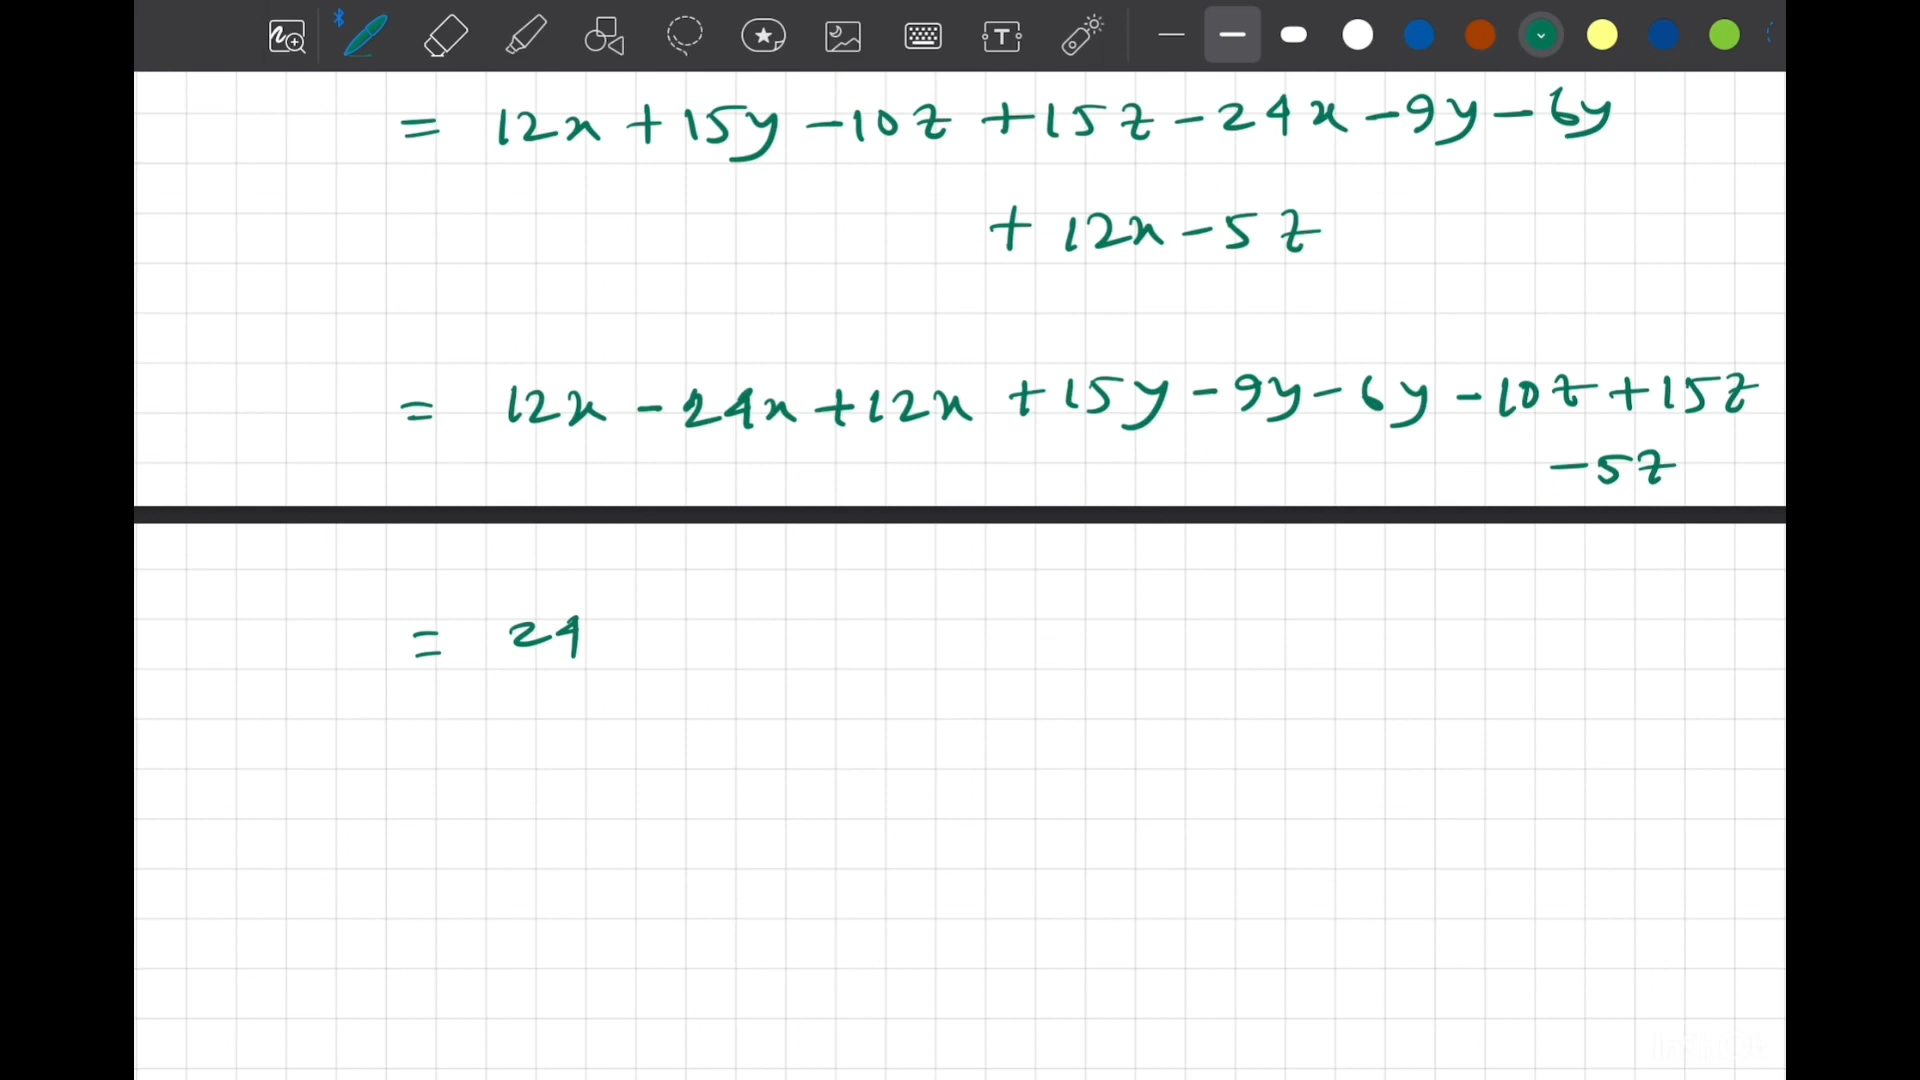 = 12x + 15y - 10z + 15z - 24x - 9y - 6y
+ 12x - 5z
= 12x - 24x + 12x + 15y - 9y - 6y - 10z + 15z
- 5z
= 24